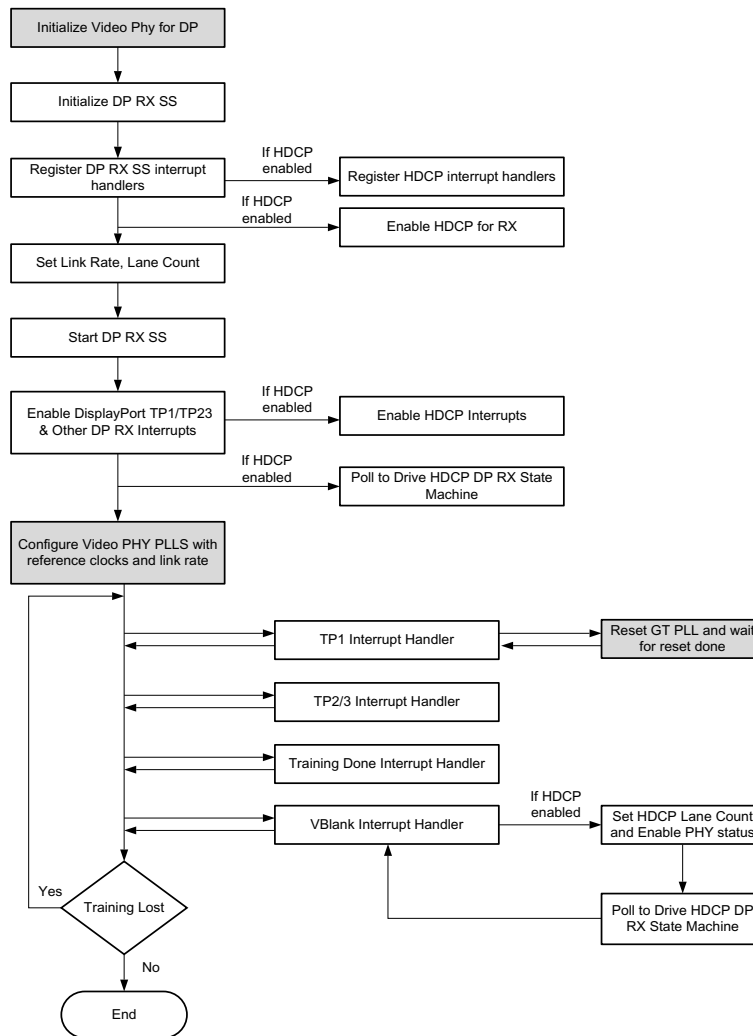 Initialize Video Phy for DP
Initialize DP RX SS
Register DP RX SS interrupt
handlers
If HDCP
enabled
Register HDCP interrupt handlers
If HDCP
enabled
Enable HDCP for RX
Set Link Rate, Lane Count
Start DP RX SS
Enable DisplayPort TP1/TP23
& Other DP RX Interrupts
If HDCP
enabled
Enable HDCP Interrupts
If HDCP
enabled
Poll to Drive HDCP DP RX State
Machine
Configure Video PHY PLLS with
reference clocks and link rate
TP1 Interrupt Handler
Reset GT PLL and wait
for reset done
TP2/3 Interrupt Handler
Training Done Interrupt Handler
VBlank Interrupt Handler
If HDCP
enabled
Set HDCP Lane Count
and Enable PHY status
Poll to Drive HDCP DP
RX State Machine
Yes
Training Lost
No
End